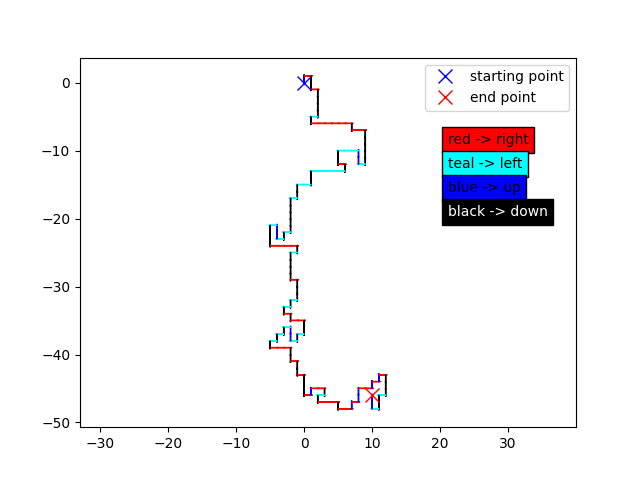 starting point
end point
red -> right
teal -> left
blue -> up
black -> down
0
−10
−20
−30
−40
−50
−30
−20
−10
0
10
20
30